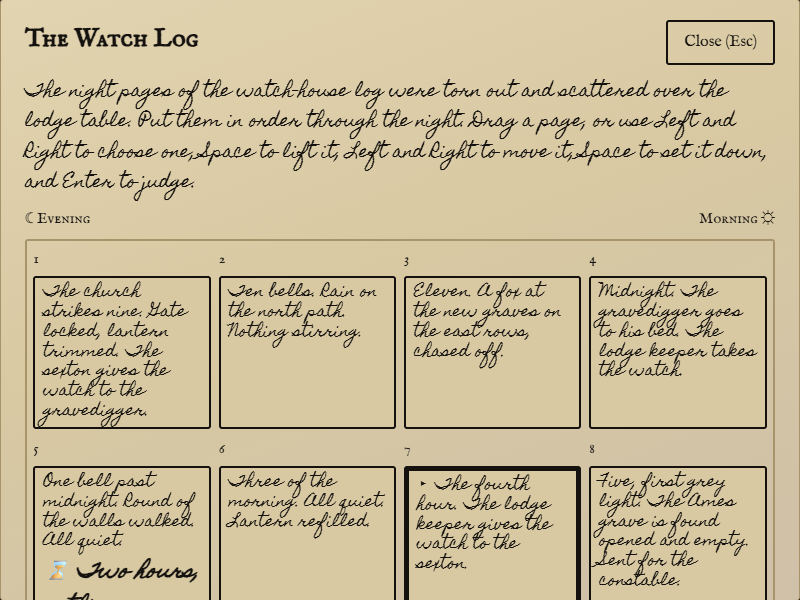 The Watch Log
Close (Esc)
The night pages of the watch-house log were torn out and scattered over the
lodge table. Put them in order through the night. Drag a page, or use Left and
Right to choose one, Space to lift it, Left and Right to move it, Space to set it down,
and Enter to judge.
☾ Evening
Morning ☼
1
The church
strikes nine. Gate
locked, lantern
trimmed. The
sexton gives the
watch to the
gravedigger.
2
Ten bells. Rain on
the north path.
Nothing stirring.
3
Eleven. A fox at
the new graves on
the east rows,
chased off.
4
Midnight. The
gravedigger goes
to his bed. The
lodge keeper takes
the watch.
5
One bell past
midnight. Round of
the walls walked.
All quiet.
⏳ Two hours,
6
Three of the
morning. All quiet.
Lantern refilled.
7
‣ The fourth
hour. The lodge
keeper gives the
watch to the
sexton.
8
Five, first grey
light. The Ames
grave is found
opened and empty.
Sent for the
constable.